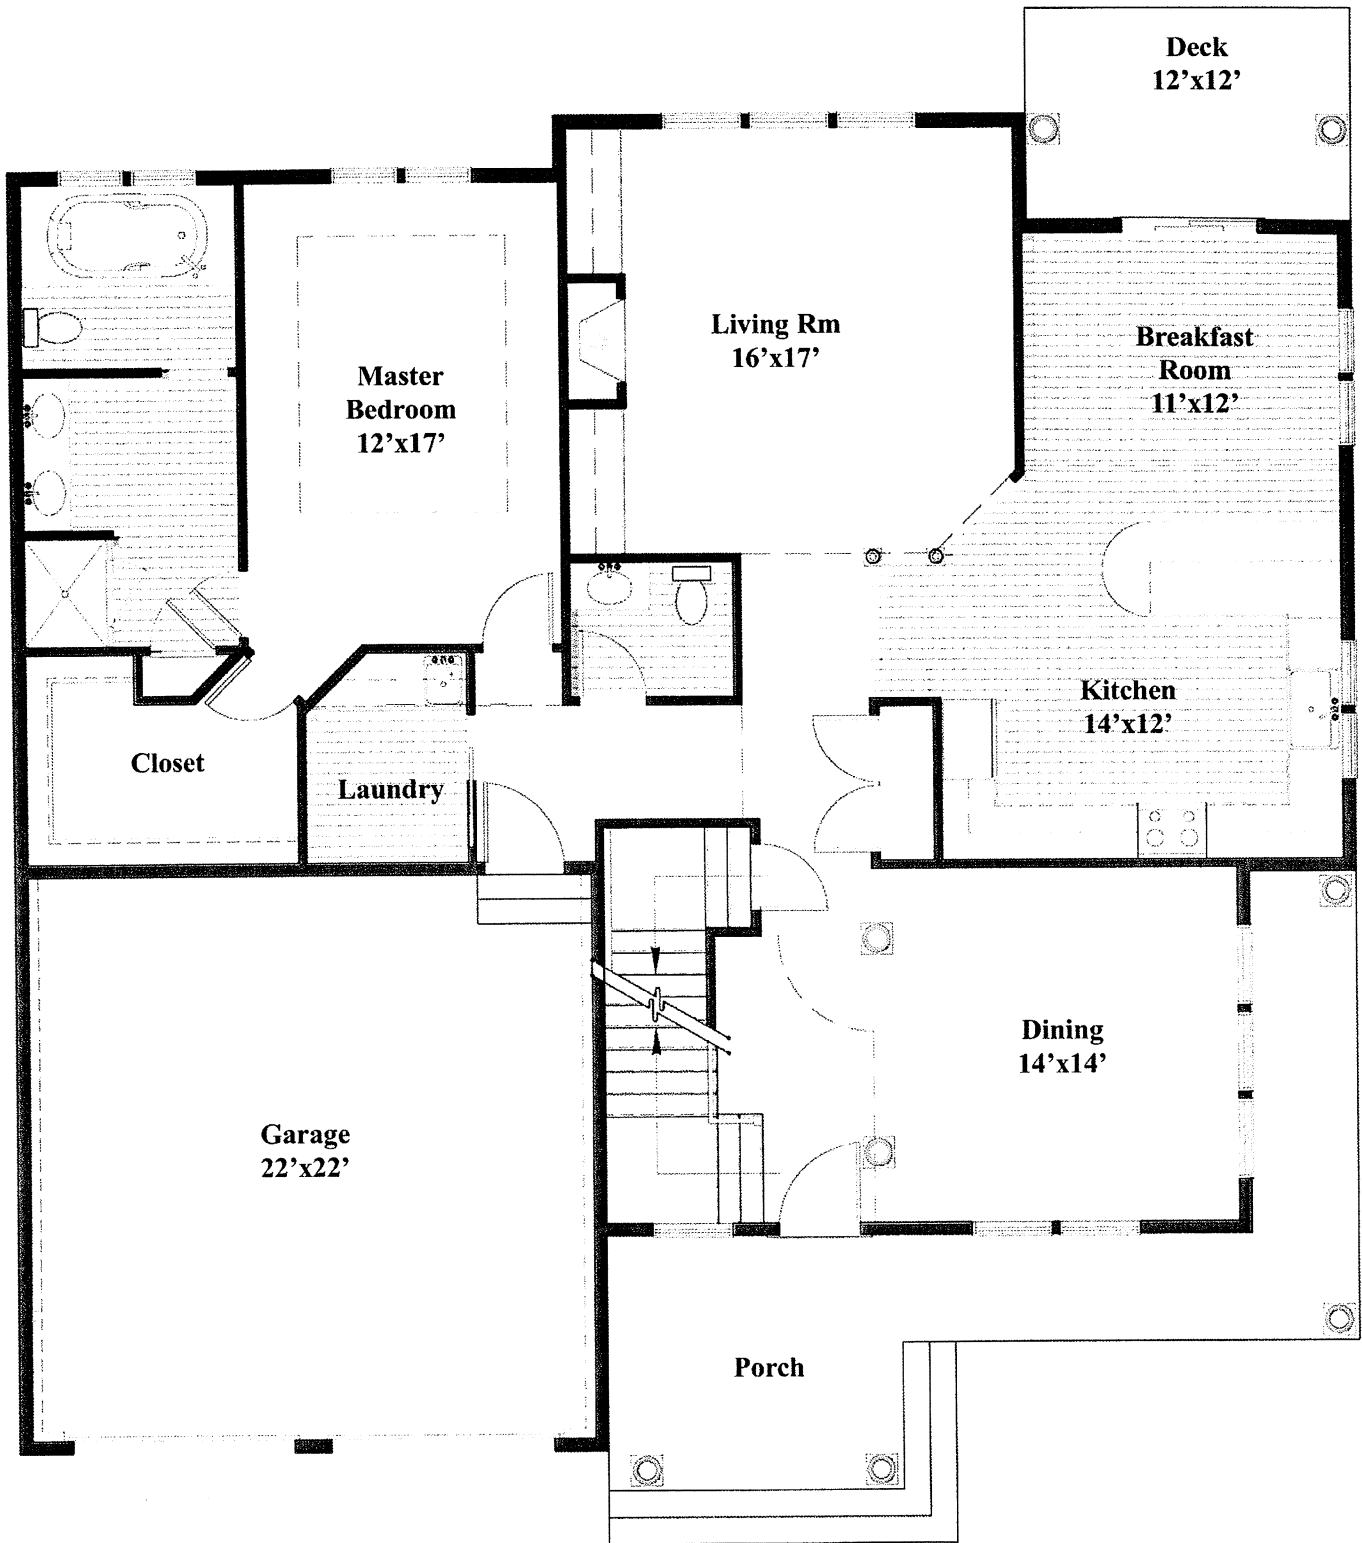 Deck
12’x12’
Living Rm
16’x17’
Breakfast
Room
11’x12’
Master
Bedroom
12’x17’
Kitchen
14’x12’
Closet
Laundry
Dining
14’x14’
Garage
22’x22’
Porch